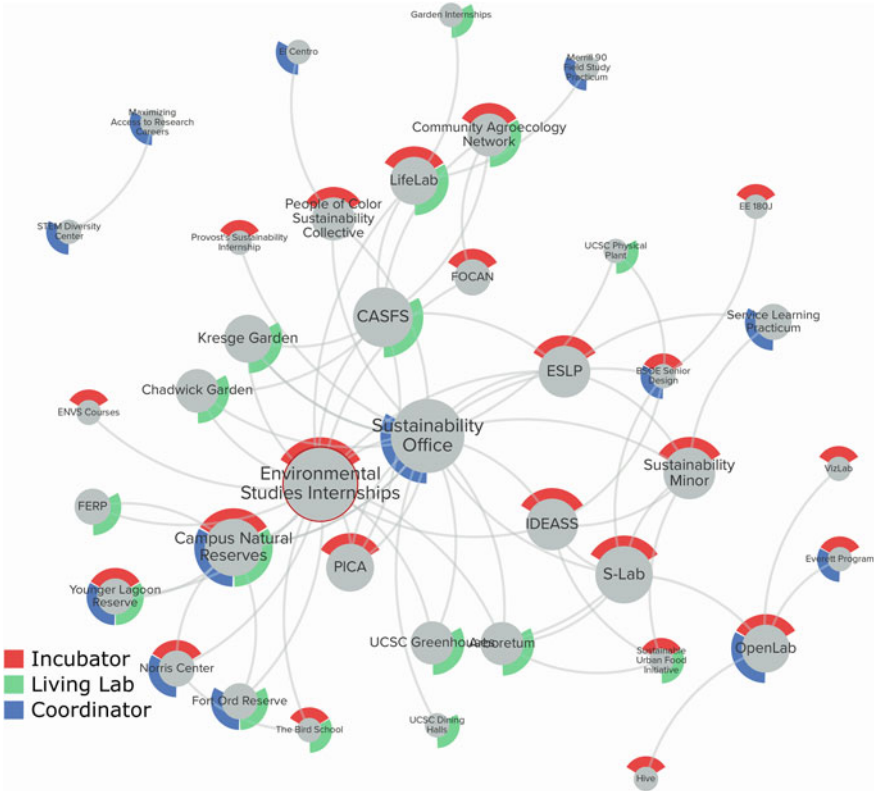 Garden Internships
El Centro
Merrill 90
Field Study
Practicum
Maximizing
Access to Research
Careers
Community Agroecology
Network
LifeLab
People of Color
Sustainability
Collective
EE 180J
STEM Diversity
Center
Provost's Sustainability
Internship
UCSC Physical
Plant
FOCAN
CASFS
Service Learning
Practicum
Kresge Garden
ESLP
BSOE Senior
Design
Chadwick Garden
ENVS Courses
Sustainability
Office
Sustainability
Minor
VizLab
Environmental
Studies Internships
FERP
IDEASS
Campus Natural
Reserves
PICA
S-Lab
Everett Program
Younger Lagoon
Reserve
UCSC Greenhouses
Arboretum
Sustainable
Urban Food
Initiative
OpenLab
Norris Center
Fort Ord Reserve
The Bird School
UCSC Dining
Halls
Hive
Incubator
Living Lab
Coordinator